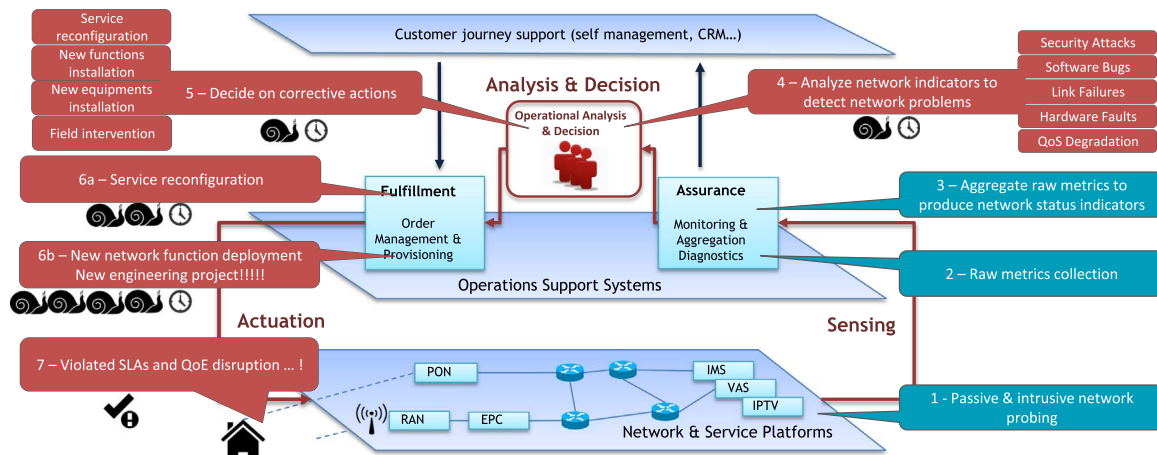 Service
reconfiguration
New functions
installation
New equipments
installation
Field intervention
Customer journey support (self management, CRM...)
Analysis & Decision
5 – Decide on corrective actions
Operational Analysis
& Decision
4 – Analyze network indicators to
detect network problems
Security Attacks
Software Bugs
Link Failures
Hardware Faults
QoS Degradation
6a – Service reconfiguration
Fulfillment
Order
Management &
Provisioning
Assurance
Monitoring &
Aggregation
Diagnostics
3 – Aggregate raw metrics to
produce network status indicators
6b – New network function deployment
New engineering project!!!!!
2 – Raw metrics collection
Operations Support Systems
Actuation
Sensing
7 – Violated SLAs and QoE disruption ... !
PON
RAN
EPC
IMS
VAS
IPTV
Network & Service Platforms
1 - Passive & intrusive network
probing